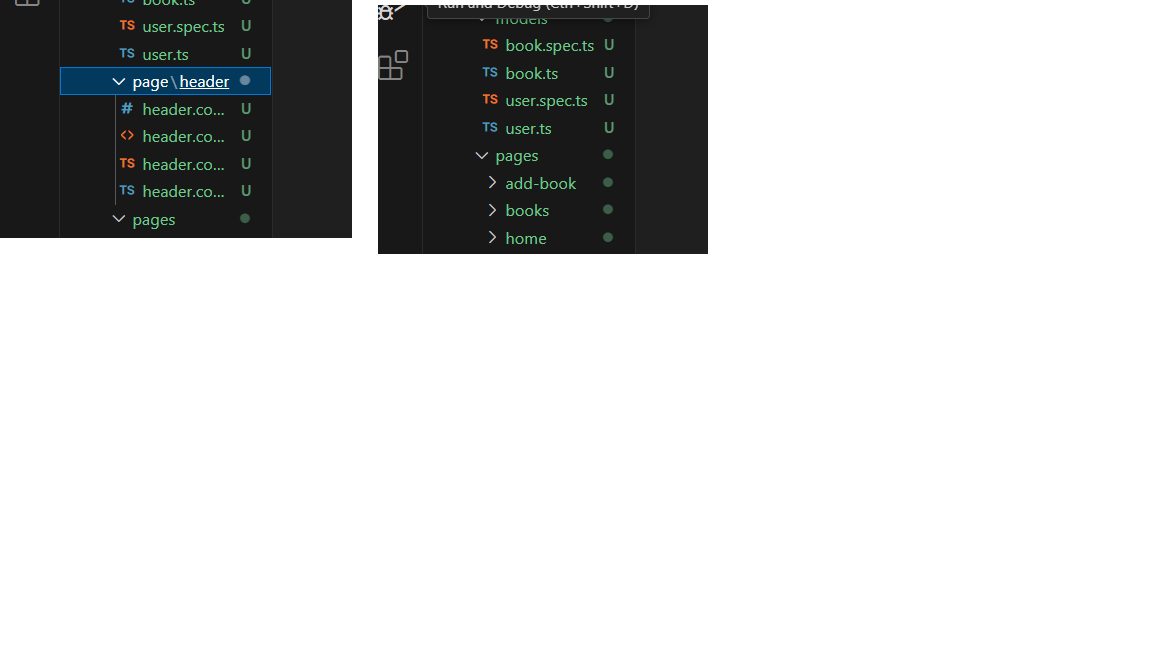 book.ts U
TS user.spec.ts U
TS user.ts U
page\header
# header.co... U
<> header.co... U
TS header.co... U
TS header.co... U
pages
Run and Debug (Ctrl+Shift+D)
models
TS book.spec.ts U
TS book.ts U
TS user.spec.ts U
TS user.ts U
pages
add-book
books
home